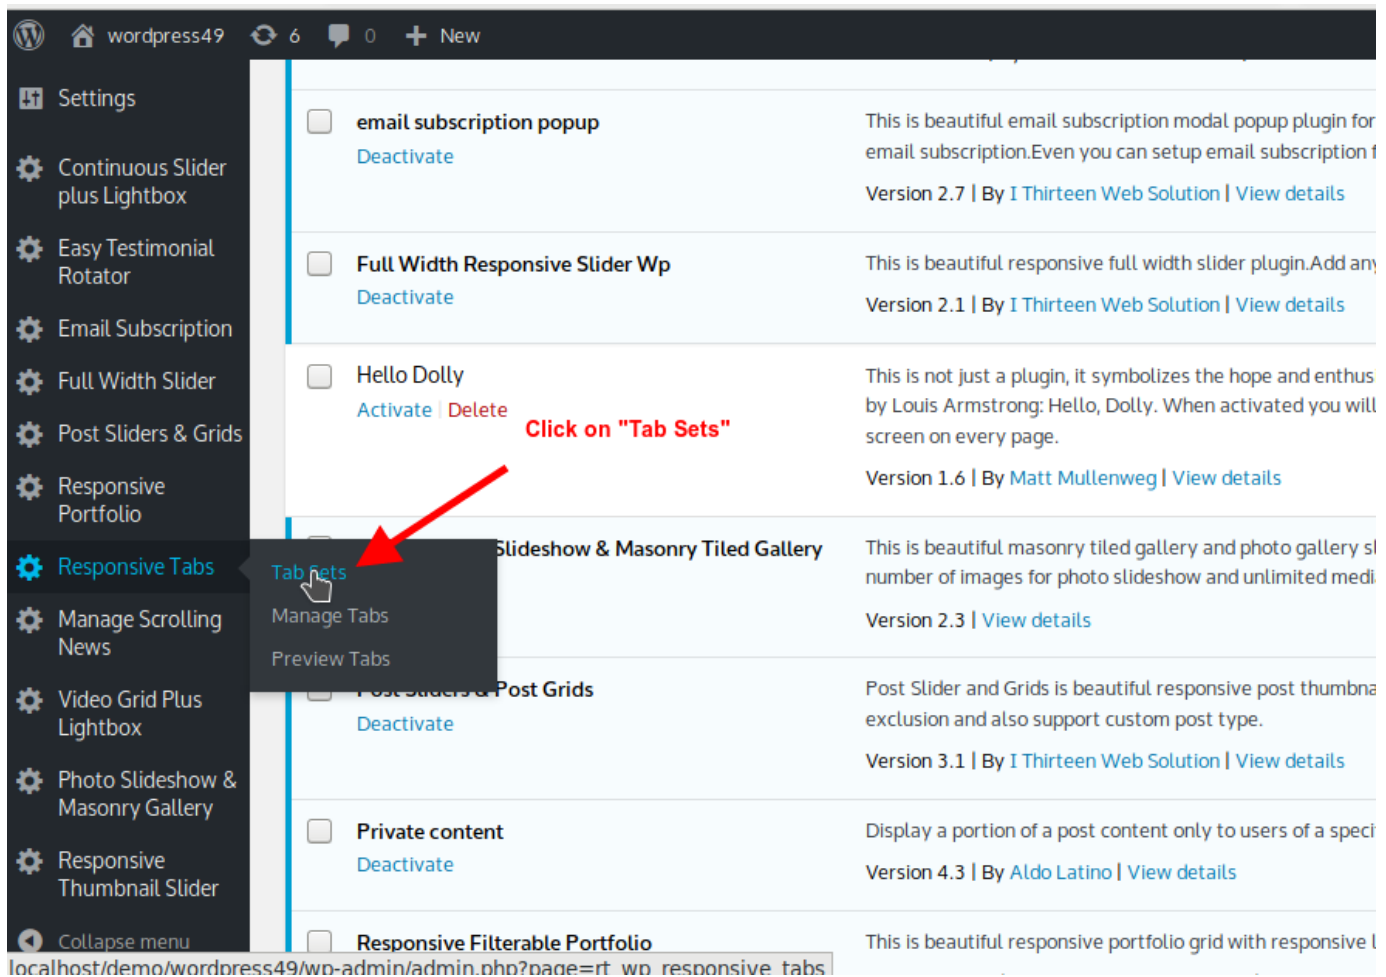 wordpress49 6 0 New
Settings
Continuous Slider
plus Lightbox
Easy Testimonial
Rotator
Email Subscription
Full Width Slider
Post Sliders & Grids
Responsive
Portfolio
Responsive Tabs
Manage Scrolling
News
Video Grid Plus
Lightbox
Photo Slideshow &
Masonry Gallery
Responsive
Thumbnail Slider
Collapse menu
Tab Sets
Manage Tabs
Preview Tabs
Click on "Tab Sets"
email subscription popup
Deactivate
This is beautiful email subscription modal popup plugin for
email subscription.Even you can setup email subscription f
Version 2.7 | By I Thirteen Web Solution | View details
Full Width Responsive Slider Wp
Deactivate
This is beautiful responsive full width slider plugin.Add any
Version 2.1 | By I Thirteen Web Solution | View details
Hello Dolly
Activate | Delete
This is not just a plugin, it symbolizes the hope and enthus
by Louis Armstrong: Hello, Dolly. When activated you will
screen on every page.
Version 1.6 | By Matt Mullenweg | View details
Slideshow & Masonry Tiled Gallery
This is beautiful masonry tiled gallery and photo gallery sl
number of images for photo slideshow and unlimited medi
Version 2.3 | View details
Post Sliders & Post Grids
Deactivate
Post Slider and Grids is beautiful responsive post thumbna
exclusion and also support custom post type.
Version 3.1 | By I Thirteen Web Solution | View details
Private content
Deactivate
Display a portion of a post content only to users of a speci
Version 4.3 | By Aldo Latino | View details
Responsive Filterable Portfolio
This is beautiful responsive portfolio grid with responsive l
localhost/demo/wordpress49/wp-admin/admin.php?page=rt_wp_responsive_tabs